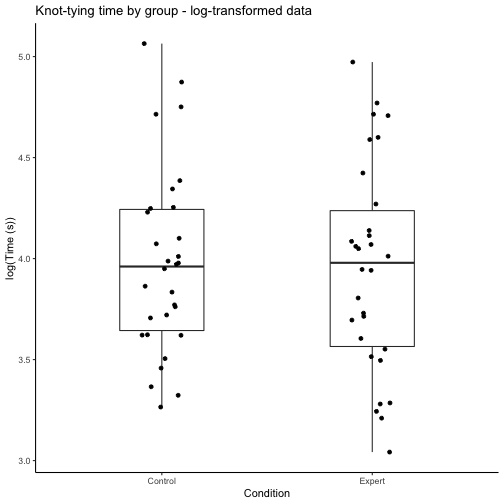 Knot-tying time by group - log-transformed data
5.0
4.5
4.0
3.5
3.0
log(Time (s))
Control
Expert
Condition